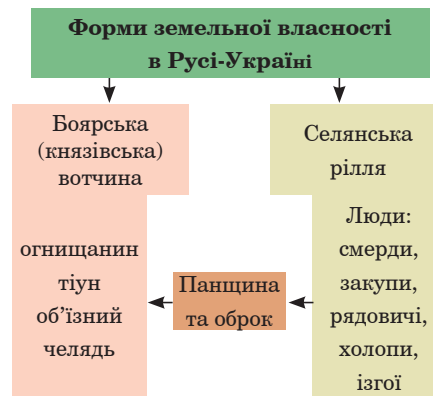 Форми земельної власності
в Русі-Україні
Боярська
(князівська)
вотчина
огнищанин
тіун
об’їзний
челядь
Панщина
та оброк
Селянська
рілля
Люди:
смерди,
закупи,
рядовичі,
холопи,
ізгої